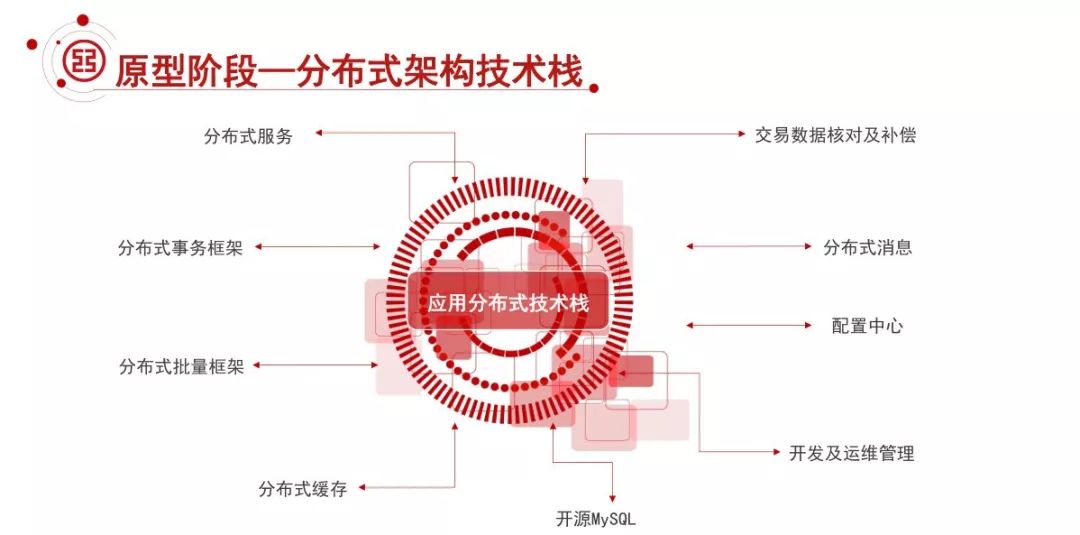 原型阶段—分布式架构技术栈
分布式服务
交易数据核对及补偿
分布式事务框架
分布式消息
应用分布式技术栈
配置中心
分布式批量框架
开发及运维管理
分布式缓存
开源MySQL